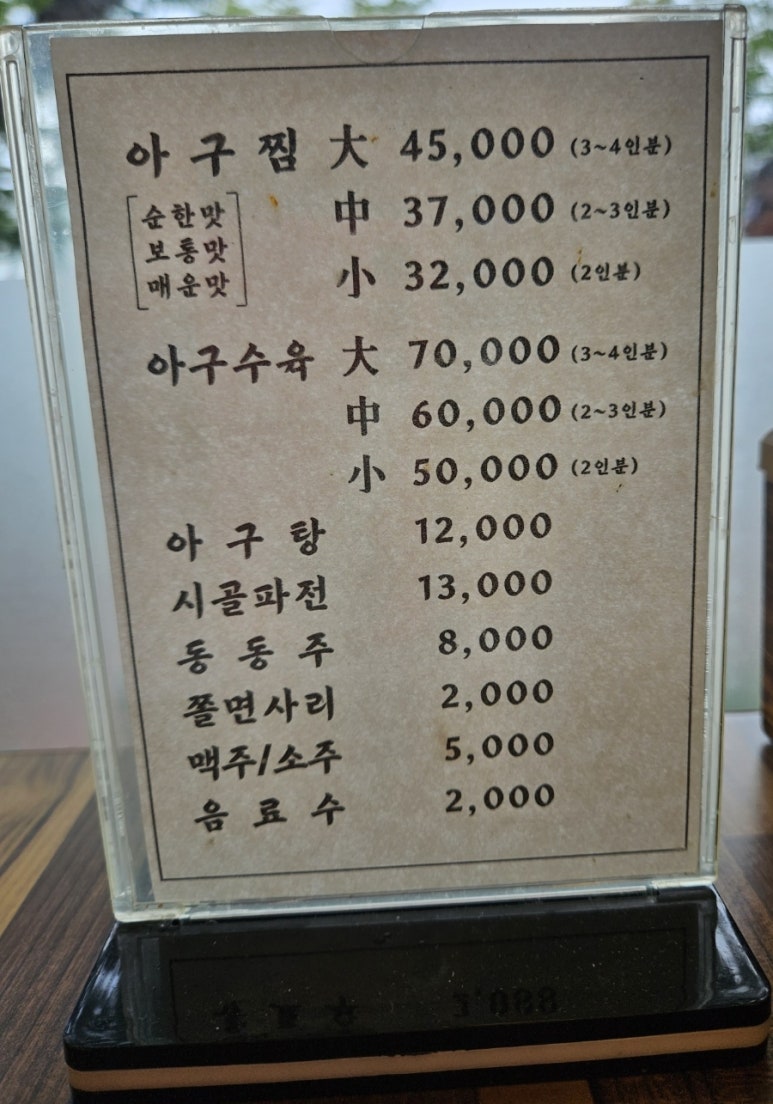 아구찜 大 45,000 (3~4인분)
中 37,000 (2~3인분)
小 32,000 (2인분)
[순한맛
보통맛
매운맛]
아구수육 大 70,000 (3~4인분)
中 60,000 (2~3인분)
小 50,000 (2인분)
아구탕 12,000
시골파전 13,000
동동주 8,000
쫄면사리 2,000
맥주/소주 5,000
음료수 2,000